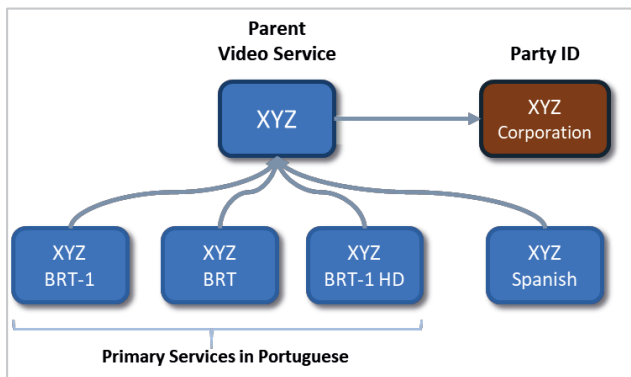 Parent
Video Service
Party ID
XYZ
XYZ
Corporation
XYZ
BRT-1
XYZ
BRT
XYZ
BRT-1 HD
XYZ
Spanish
Primary Services in Portuguese